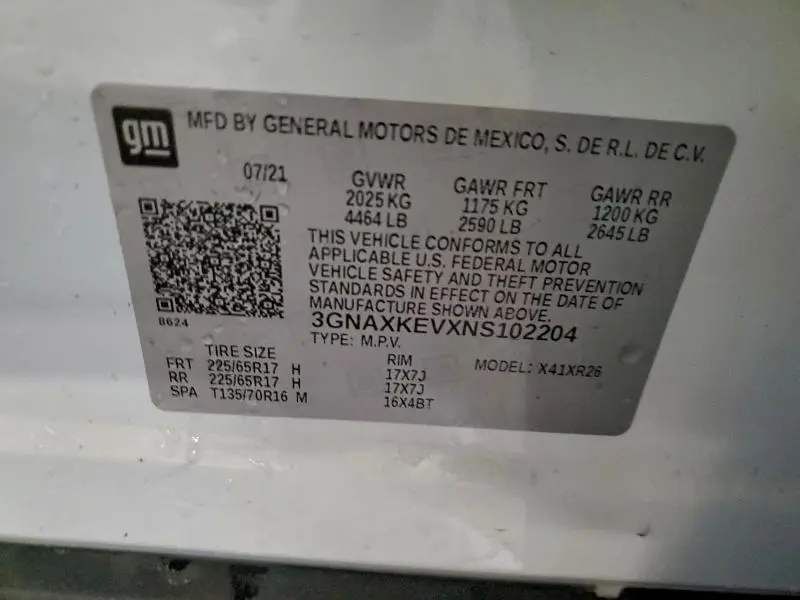 gm
MFD BY GENERAL MOTORS DE MEXICO, S. DE R.L. DE C.V.
07/21 GVWR GAWR FRT GAWR RR
2025 KG 1175 KG 1200 KG
4464 LB 2590 LB 2645 LB
THIS VEHICLE CONFORMS TO ALL
APPLICABLE U.S. FEDERAL MOTOR
VEHICLE SAFETY AND THEFT PREVENTION
STANDARDS IN EFFECT ON THE DATE OF
MANUFACTURE SHOWN ABOVE.
8624
3GNAXKEVXNS102204
TYPE: M.P.V.
TIRE SIZE RIM MODEL: X41XR26
FRT 225/65R17 H 17X7J
RR 225/65R17 H 17X7J
SPA T135/70R16 M 16X4BT